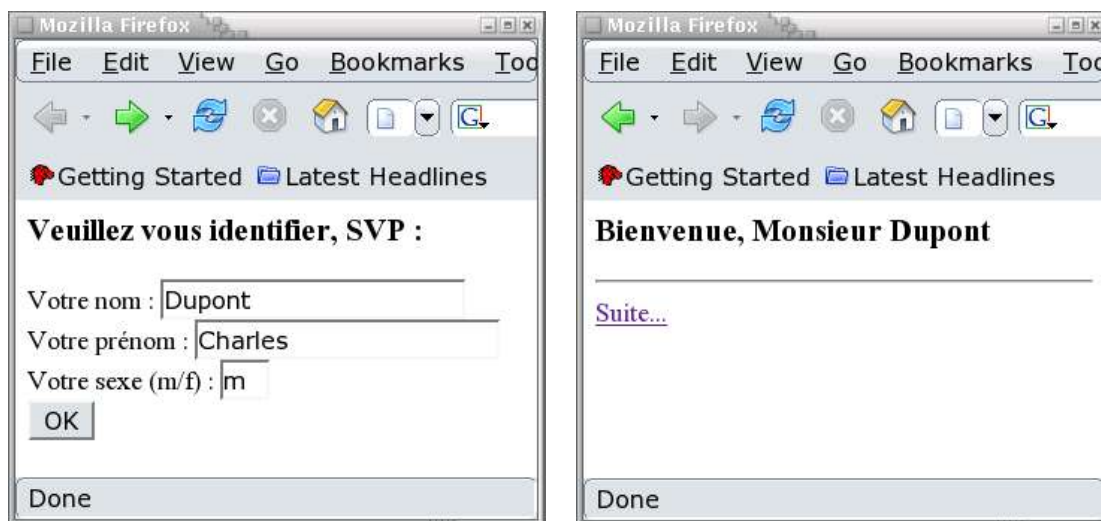 Mozilla Firefox
File Edit View Go Bookmarks Too
G
Getting Started Latest Headlines
Veuillez vous identifier, SVP :
Votre nom : Dupont
Votre prénom : Charles
Votre sexe (m/f) : m
OK
Done
Mozilla Firefox
File Edit View Go Bookmarks Too
G
Getting Started Latest Headlines
Bienvenue, Monsieur Dupont
Suite...
Done